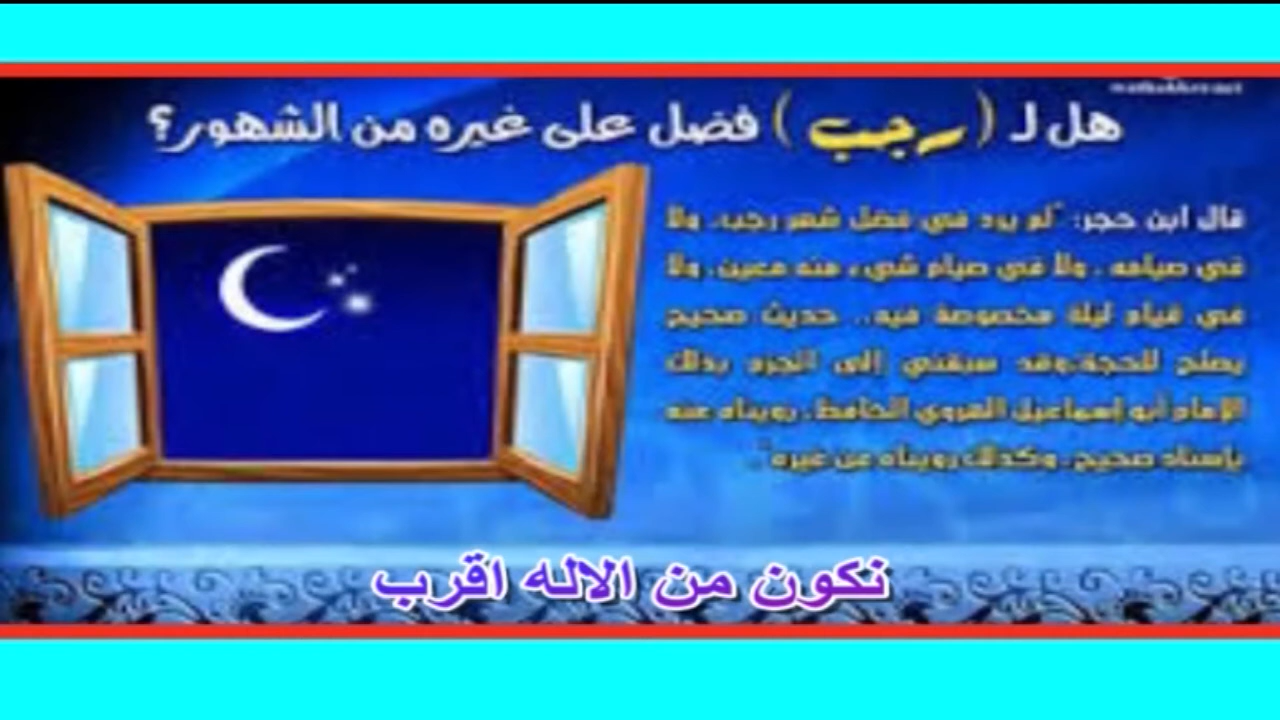 هل لـ ( رجب ) فضل على غيره من الشهور؟
قال ابن حجر: "لم يرد في فضل شهر رجب، ولا
في صيامه، ولا في صيام شيء منه معين، ولا
في قيام ليلة مخصوصة فيه.. حديث صحيح
يصلح للحجة،وقد سبقني إلى الجزم بذلك
الإمام أبو إسماعيل الهروي الحافظ، رويناه عنه
بإسناد صحيح، وكذلك رويناه عن غيره".
نكون من الاله اقرب